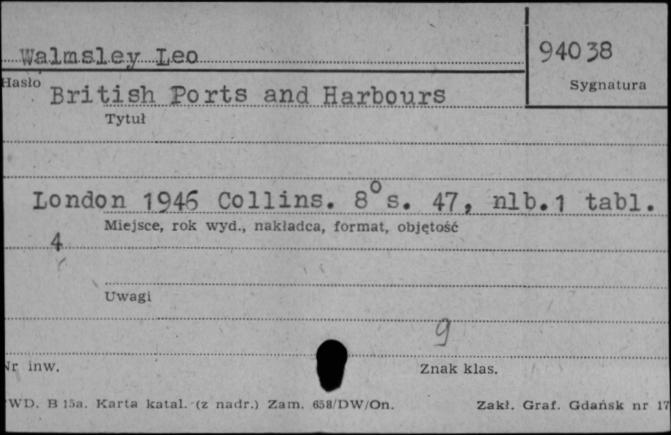 Walmsley Leo
94038
Hasło
Sygnatura
British Ports and Harbours
Tytuł
London 1946 Collins. 8°s. 47, nlb.1 tabl.
Miejsce, rok wyd., nakładca, format, objętość
4
Uwagi
9
Nr inw.
Znak klas.
PWD. B 15a. Karta katal. (z nadr.) Zam. 658/DW/On.
Zakł. Graf. Gdańsk nr 17